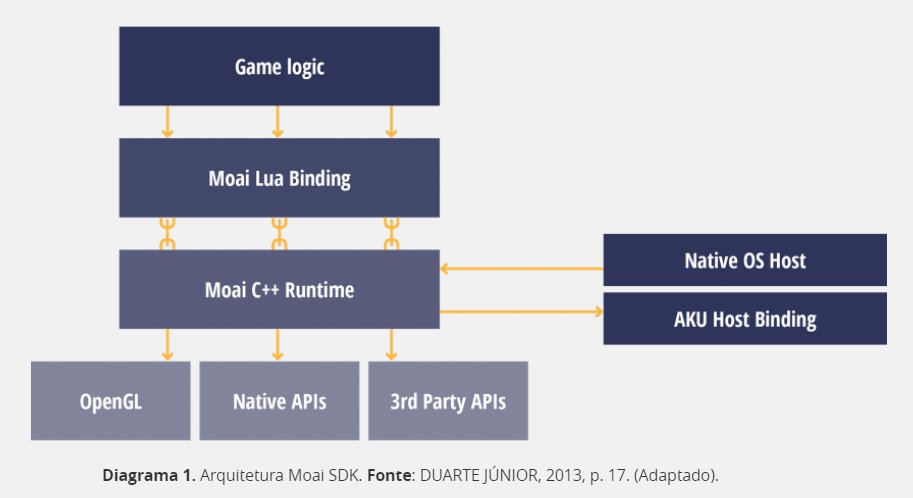 Game logic
Moai Lua Binding
Moai C++ Runtime
Native OS Host
AKU Host Binding
OpenGL
Native APIs
3rd Party APIs
Diagrama 1. Arquitetura Moai SDK. Fonte: DUARTE JÚNIOR, 2013, p. 17. (Adaptado).